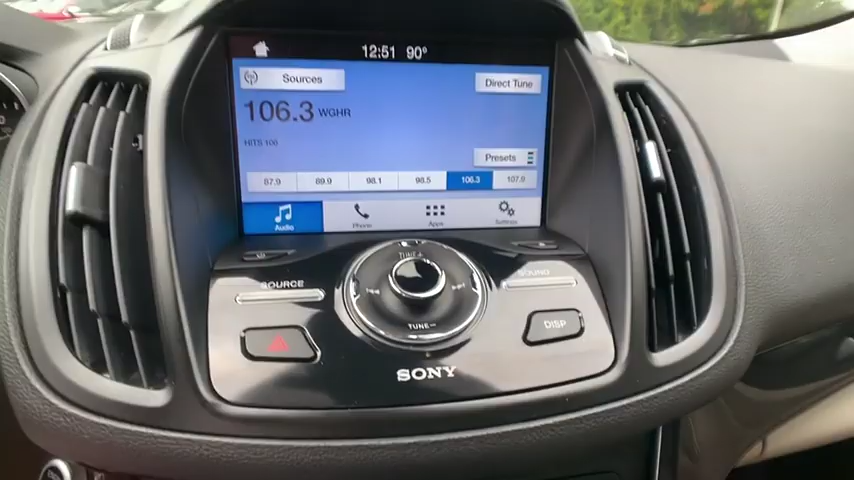 12:51 90°
Sources
Direct Tune
106.3 WGHR
HITS 106
Presets
87.9 89.9 98.1 98.5 106.3 107.9
Audio Phone Apps Settings
TUNE+
SOURCE
SOUND
TUNE-
DISP
SONY